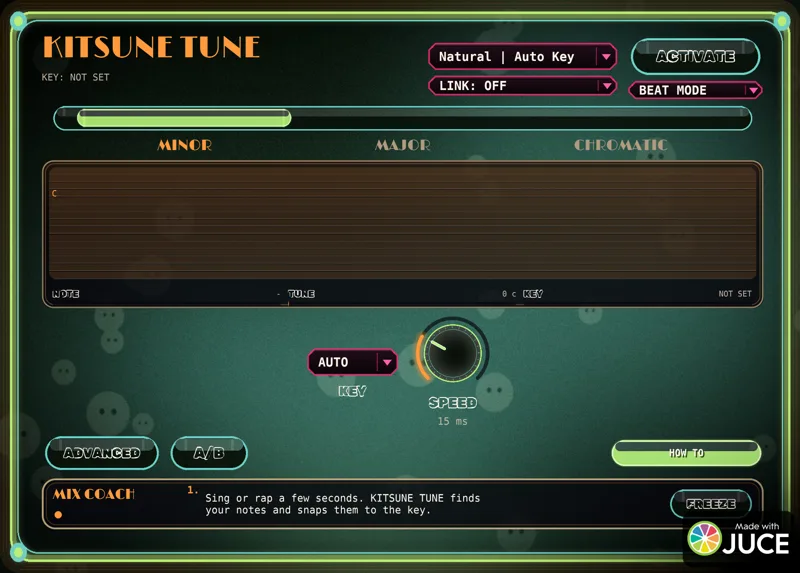 KITSUNE TUNE
KEY: NOT SET
Natural | Auto Key
ACTIVATE
LINK: OFF
BEAT MODE
MINOR
MAJOR
CHROMATIC
C
NOTE
-
TUNE
0 c
KEY
NOT SET
AUTO
KEY
SPEED
15 ms
ADVANCED
A/B
HOW TO
MIX COACH
1.
Sing or rap a few seconds. KITSUNE TUNE finds
your notes and snaps them to the key.
FREEZE
Made with
JUCE